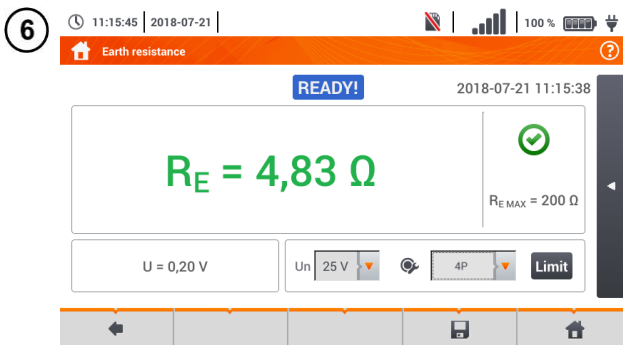 6
11:15:45 2018-07-21 100 %
Earth resistance ?
READY! 2018-07-21 11:15:38
RE = 4,83 Ω
RE MAX = 200 Ω
U = 0,20 V Un 25 V 4P Limit